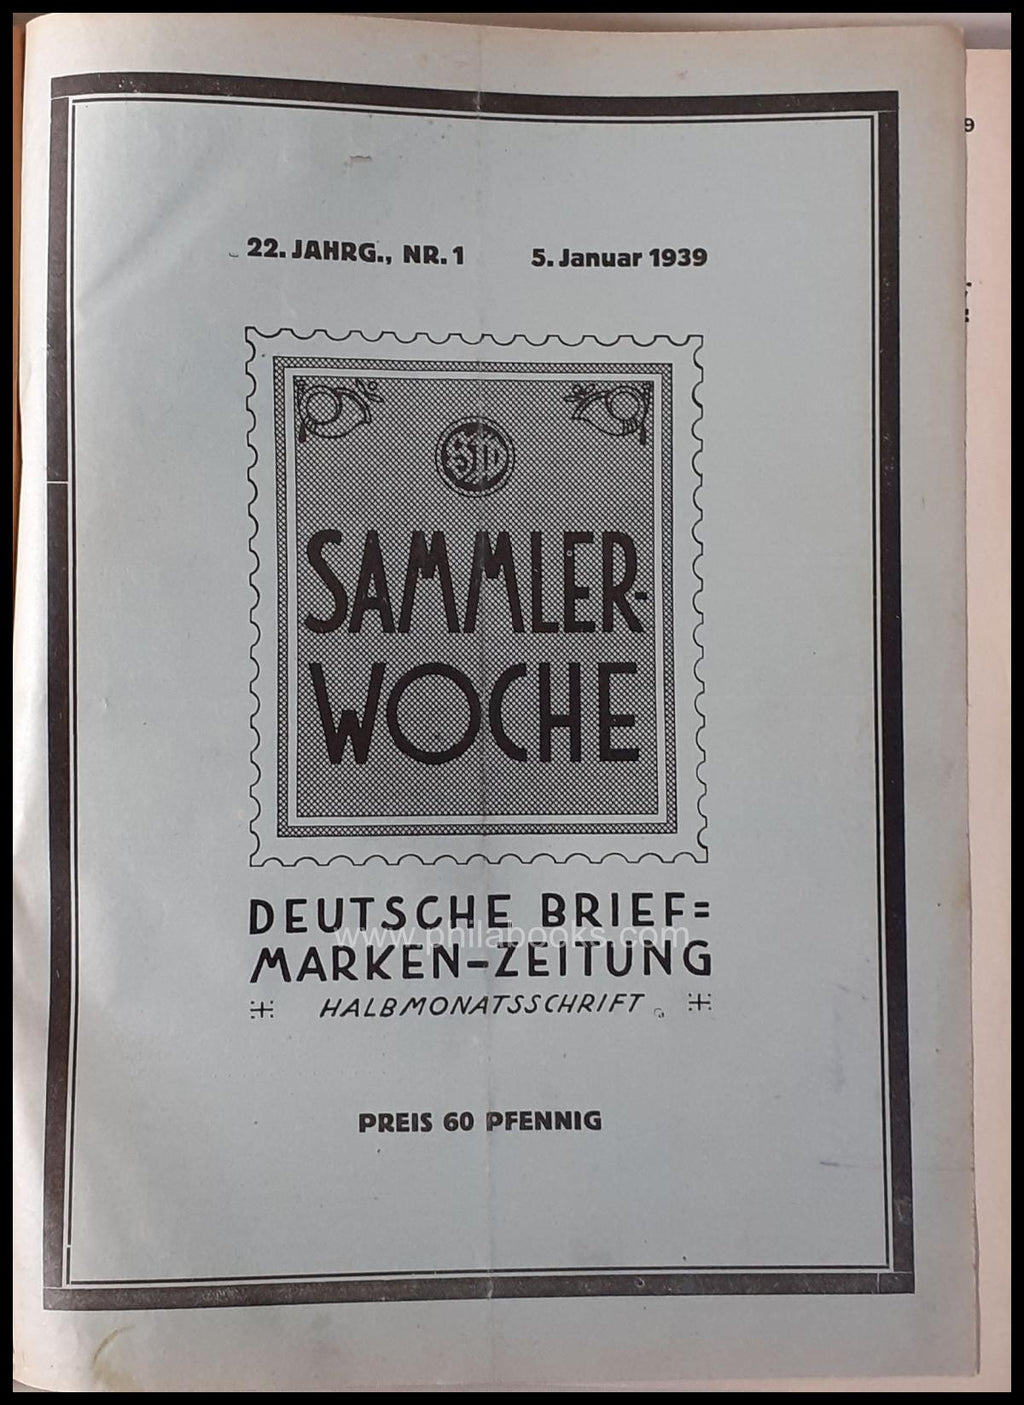 22. JAHRG., NR. 1 5. Januar 1939
SAMMLER-
WOCHE
DEUTSCHE BRIEF=
www.philabooks.com
MARKEN-ZEITUNG
HALBMONATSSCHRIFT
PREIS 60 PFENNIG